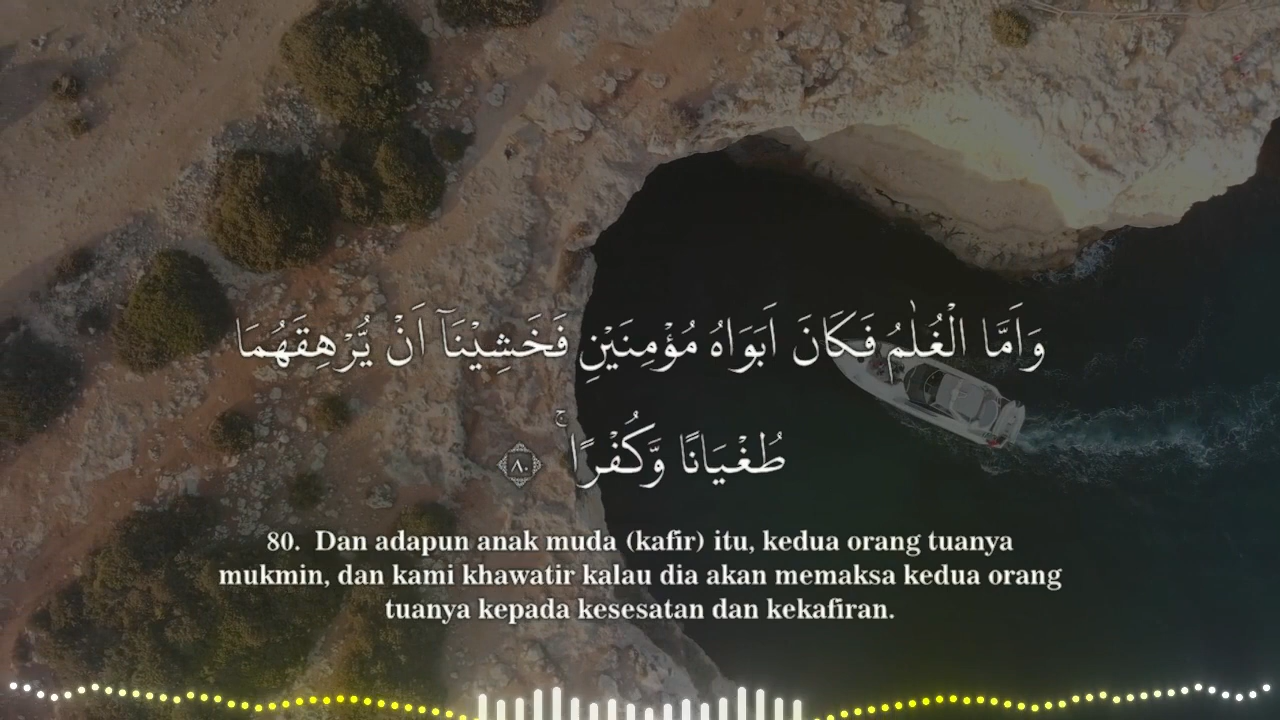 وَاَمَّا الْغُلٰمُ فَكَانَ اَبَوَاهُ مُؤْمِنَيْنِ فَخَشِيْنَآ اَنْ يُّرْهِقَهُمَا
طُغْيَانًا وَّكُفْرًا ۚ ٨٠
80. Dan adapun anak muda (kafir) itu, kedua orang tuanya
mukmin, dan kami khawatir kalau dia akan memaksa kedua orang
tuanya kepada kesesatan dan kekafiran.